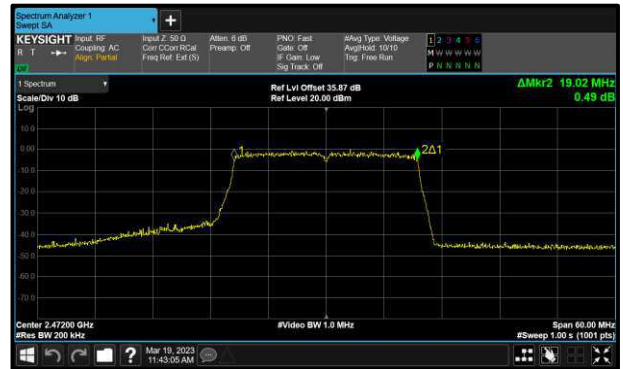 Spectrum Analyzer 1
Swept SA
+
KEYSIGHT Input: RF Input Z: 50 Ω Atten: 6 dB PNO: Fast #Avg Type: Voltage 1 2 3 4 5 6
R T Coupling: AC Corr CCorr RCal Preamp: Off Gate: Off Avg|Hold: 10/10 M W W W W W
Align: Partial Freq Ref: Ext (S) IF Gain: Low Trig: Free Run P N N N N N
Sig Track: Off
1 Spectrum Ref Lvl Offset 35.87 dB ΔMkr2 19.02 MHz
Scale/Div 10 dB Ref Level 20.00 dBm 0.49 dB
Log
10.0
0.00
1
2Δ1
-10.0
-20.0
-30.0
-40.0
-50.0
-60.0
-70.0
Center 2.47200 GHz #Video BW 1.0 MHz Span 60.00 MHz
#Res BW 200 kHz #Sweep 1.00 s (1001 pts)
? Mar 19, 2023
11:43:05 AM